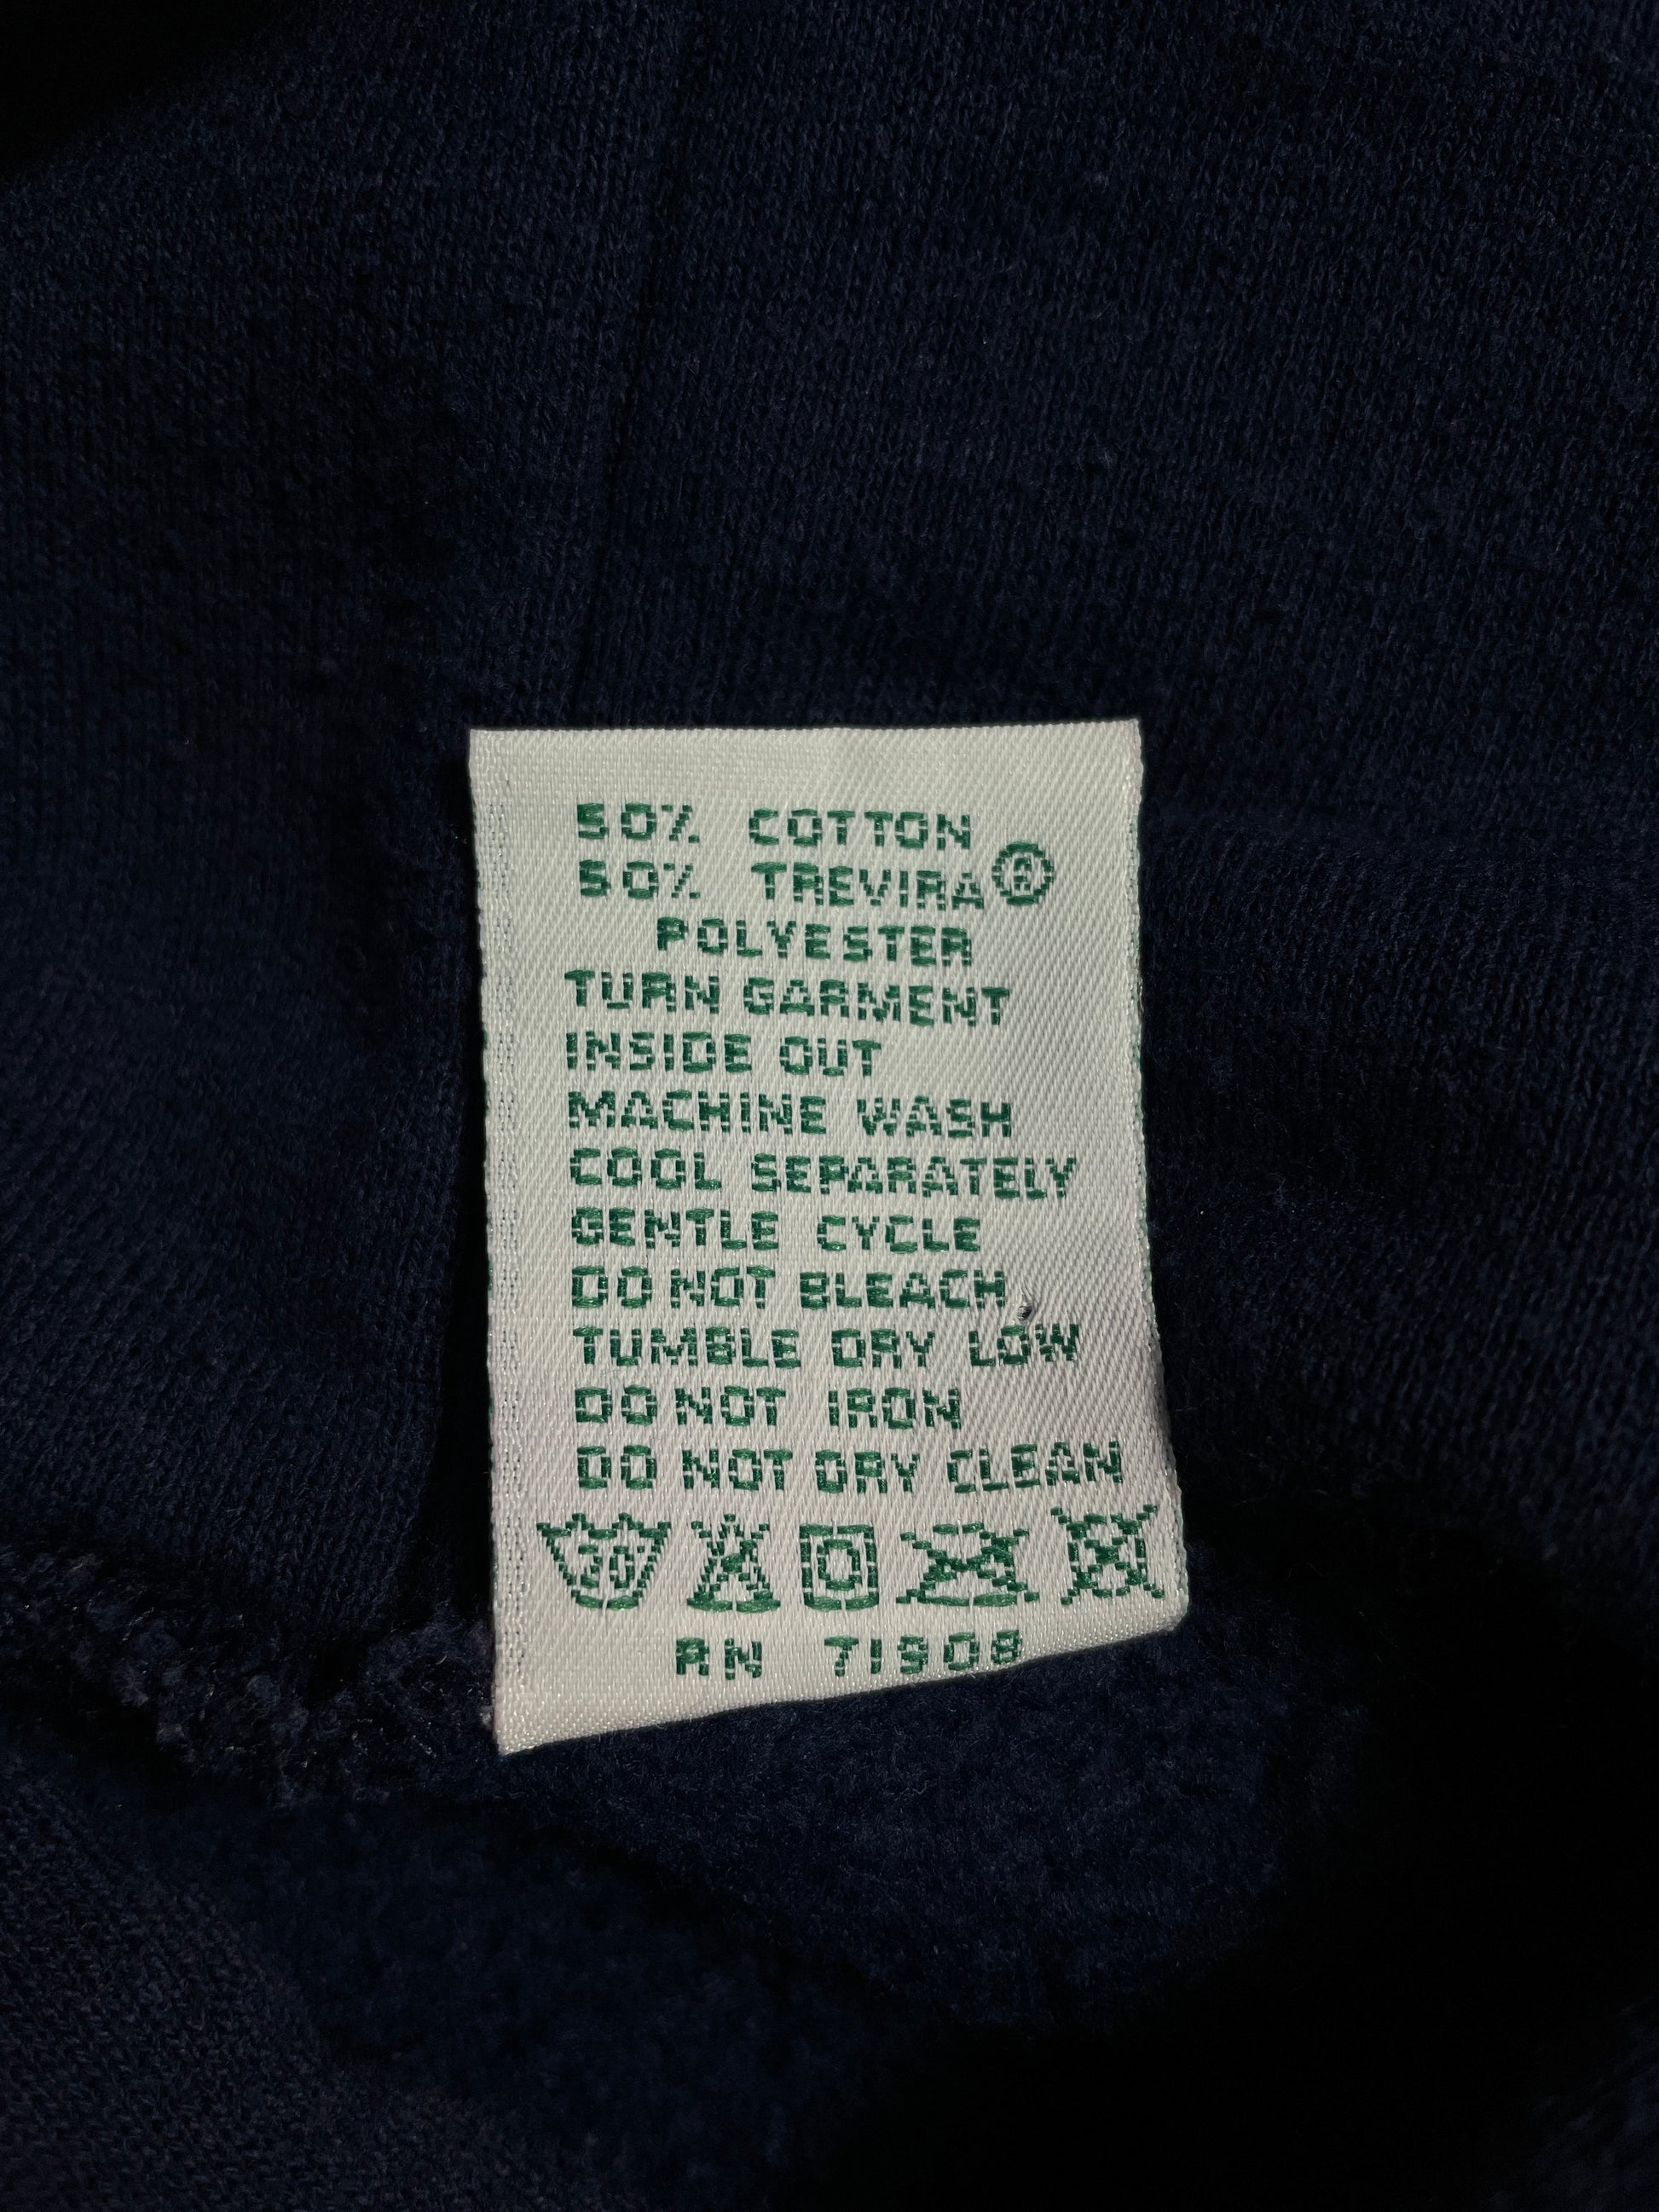 50% COTTON
50% TREVIRA®
POLYESTER
TURN GARMENT
INSIDE OUT
MACHINE WASH
COOL SEPARATELY
GENTLE CYCLE
DO NOT BLEACH
TUMBLE DRY LOW
DO NOT IRON
DO NOT DRY CLEAN
30°
RN 71908